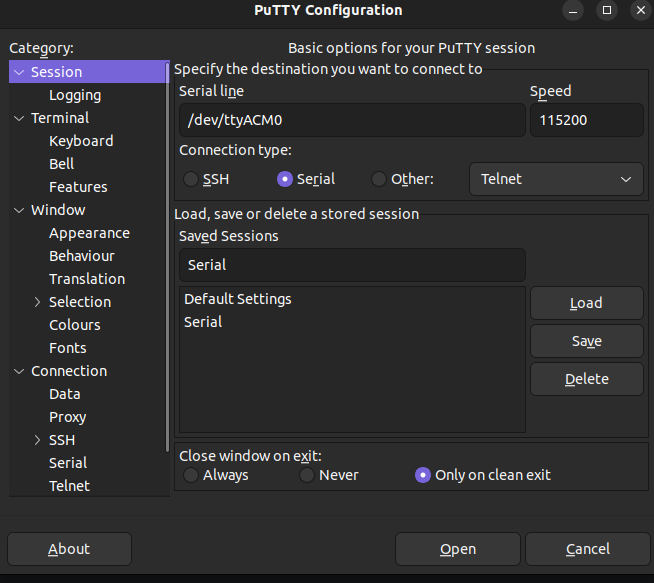 PuTTY Configuration
Category:
Session
Logging
Terminal
Keyboard
Bell
Features
Window
Appearance
Behaviour
Translation
Selection
Colours
Fonts
Connection
Data
Proxy
SSH
Serial
Telnet
Basic options for your PuTTY session
Specify the destination you want to connect to
Serial line Speed
/dev/ttyACM0 115200
Connection type:
SSH Serial Other: Telnet
Load, save or delete a stored session
Saved Sessions
Serial
Default Settings
Serial
Load
Save
Delete
Close window on exit:
Always Never Only on clean exit
About Open Cancel